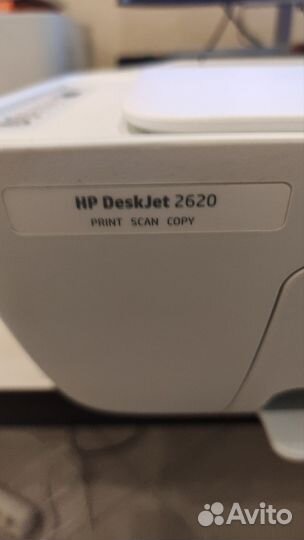 HP DeskJet 2620
PRINT SCAN COPY
Avito